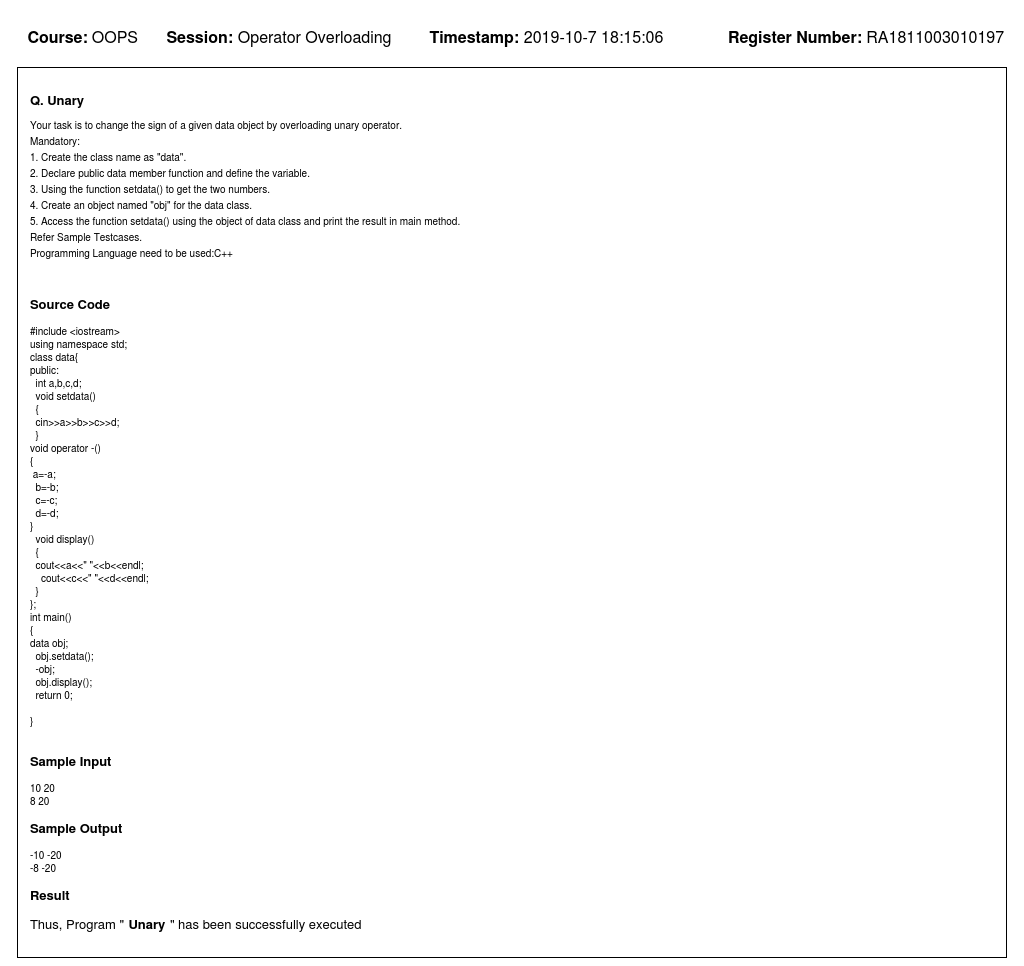 Course: OOPS Session: Operator Overloading Timestamp: 2019-10-7 18:15:06 Register Number: RA1811003010197
Q. Unary
Your task is to change the sign of a given data object by overloading unary operator.
Mandatory:
1. Create the class name as "data".
2. Declare public data member function and define the variable.
3. Using the function setdata() to get the two numbers.
4. Create an object named "obj" for the data class.
5. Access the function setdata() using the object of data class and print the result in main method.
Refer Sample Testcases.
Programming Language need to be used:C++
Source Code
#include <iostream>
using namespace std;
class data{
public:
int a,b,c,d;
void setdata()
{
cin>>a>>b>>c>>d;
}
void operator -()
{
a=-a;
b=-b;
c=-c;
d=-d;
}
void display()
{
cout<<a<<" "<<b<<endl;
cout<<c<<" "<<d<<endl;
}
};
int main()
{
data obj;
obj.setdata();
-obj;
obj.display();
return 0;
}
Sample Input
10 20
8 20
Sample Output
-10 -20
-8 -20
Result
Thus, Program " Unary " has been successfully executed